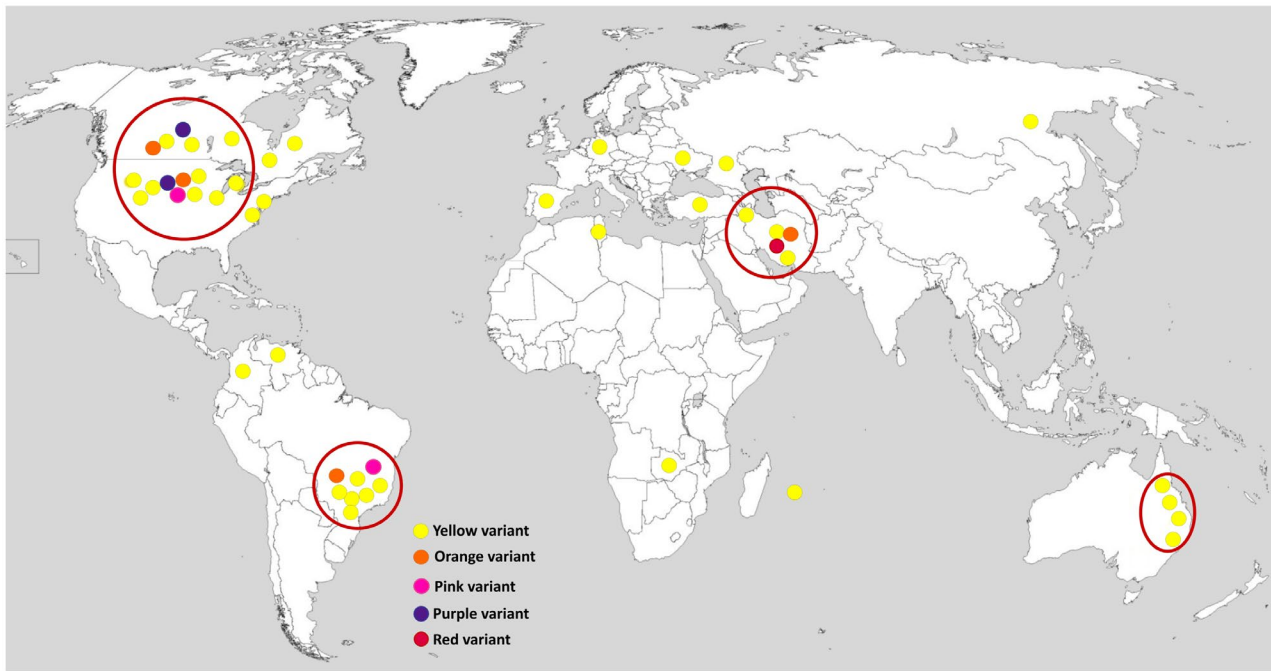 Yellow variant
Orange variant
Pink variant
Purple variant
Red variant